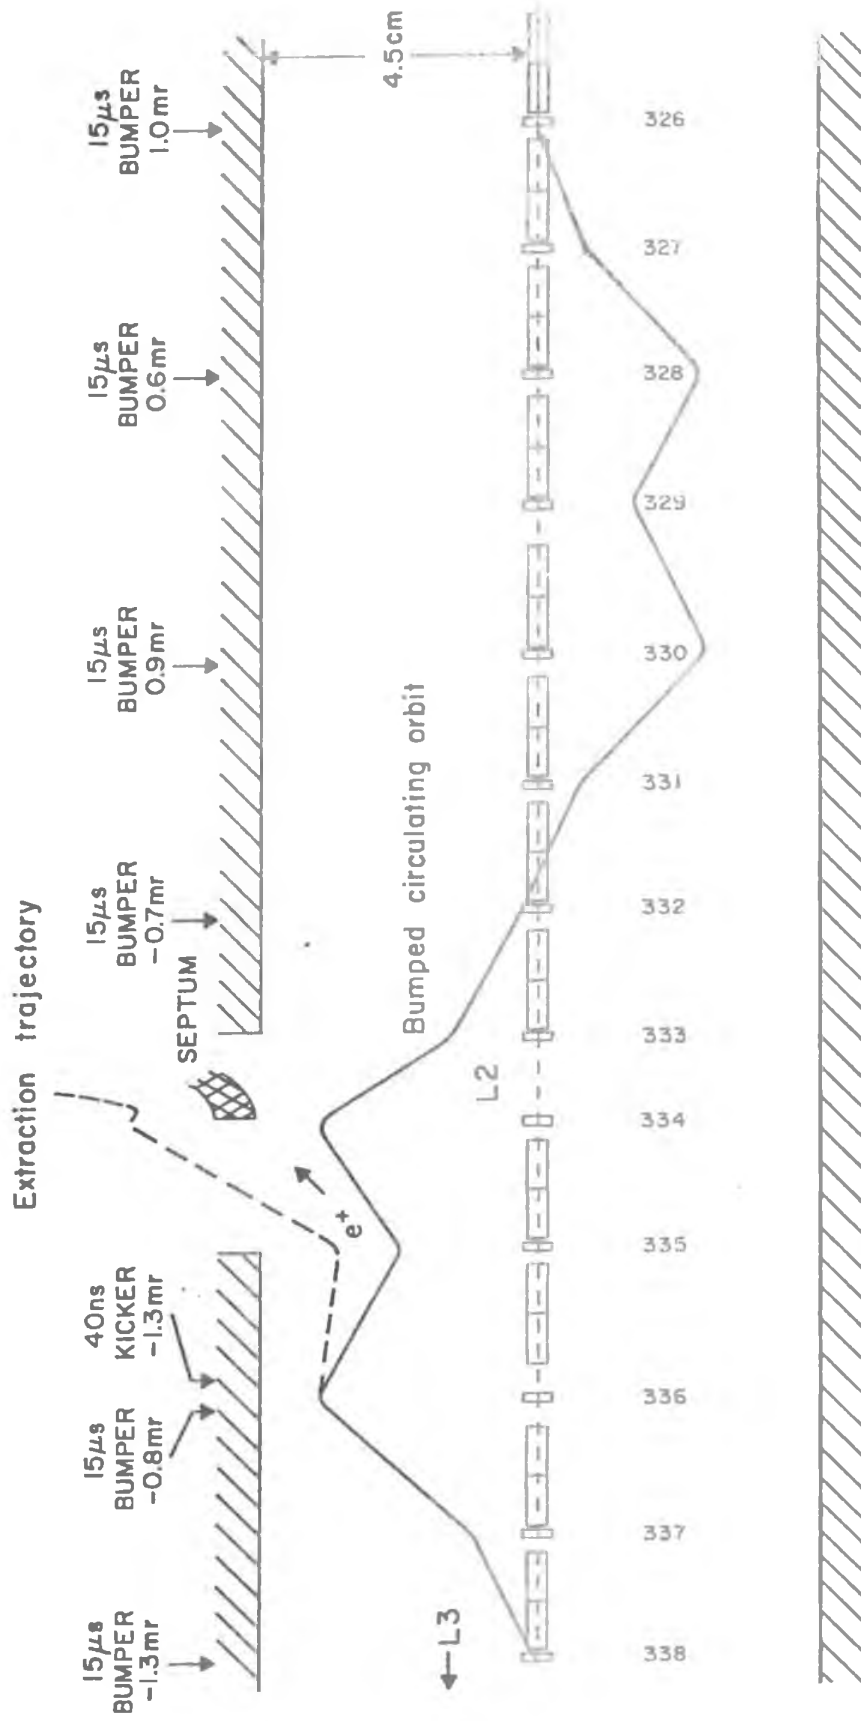 Extraction trajectory
15μs
BUMPER
-1.3mr
15μs
BUMPER
-0.8mr
40ns
KICKER
-1.3mr
SEPTUM
15μs
BUMPER
-0.7mr
15μs
BUMPER
0.9mr
15μs
BUMPER
0.6mr
15μs
BUMPER
1.0mr
4.5cm
e+
Bumped circulating orbit
L3
L2
338
337
336
335
334
333
332
331
330
329
328
327
326